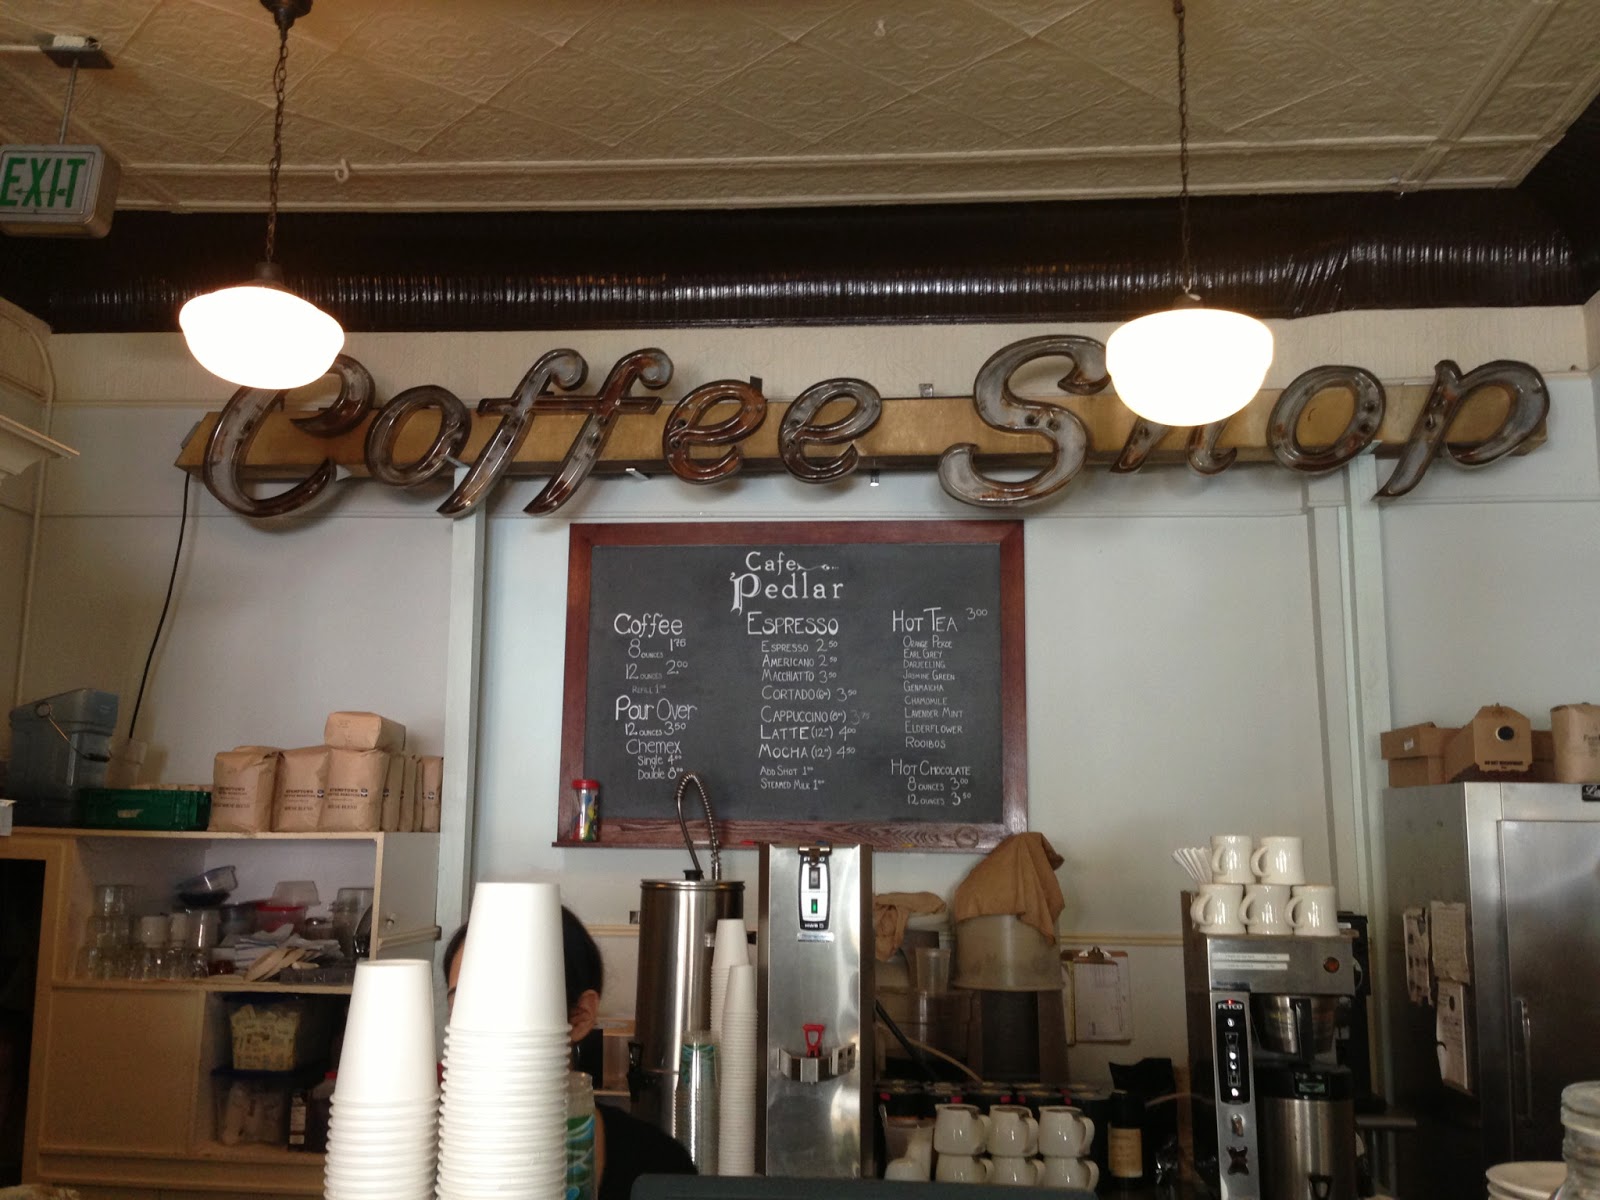 EXIT
Coffee Shop
Cafe
Pedlar
Coffee
8 OUNCES 1.75
12 OUNCES 2.00
REFILL 1.00
Pour Over
12 OUNCES 3.50
Chemex
Single 4.00
Double 8.00
ESPRESSO
ESPRESSO 2.50
AMERICANO 2.50
MACCHIATTO 3.50
CORTADO (6oz) 3.50
CAPPUCCINO (8oz) 3.75
LATTE (12oz) 4.00
MOCHA (12oz) 4.50
ADD SHOT 1.00
STEAMED MILK 1.00
HOT TEA 3.00
ORANGE PEKOE
EARL GREY
DARJEELING
JASMINE GREEN
GENMAICHA
CHAMOMILE
LAVENDER MINT
ELDERFLOWER
ROOIBOS
HOT CHOCOLATE
8 OUNCES 3.00
12 OUNCES 3.50
FETCO